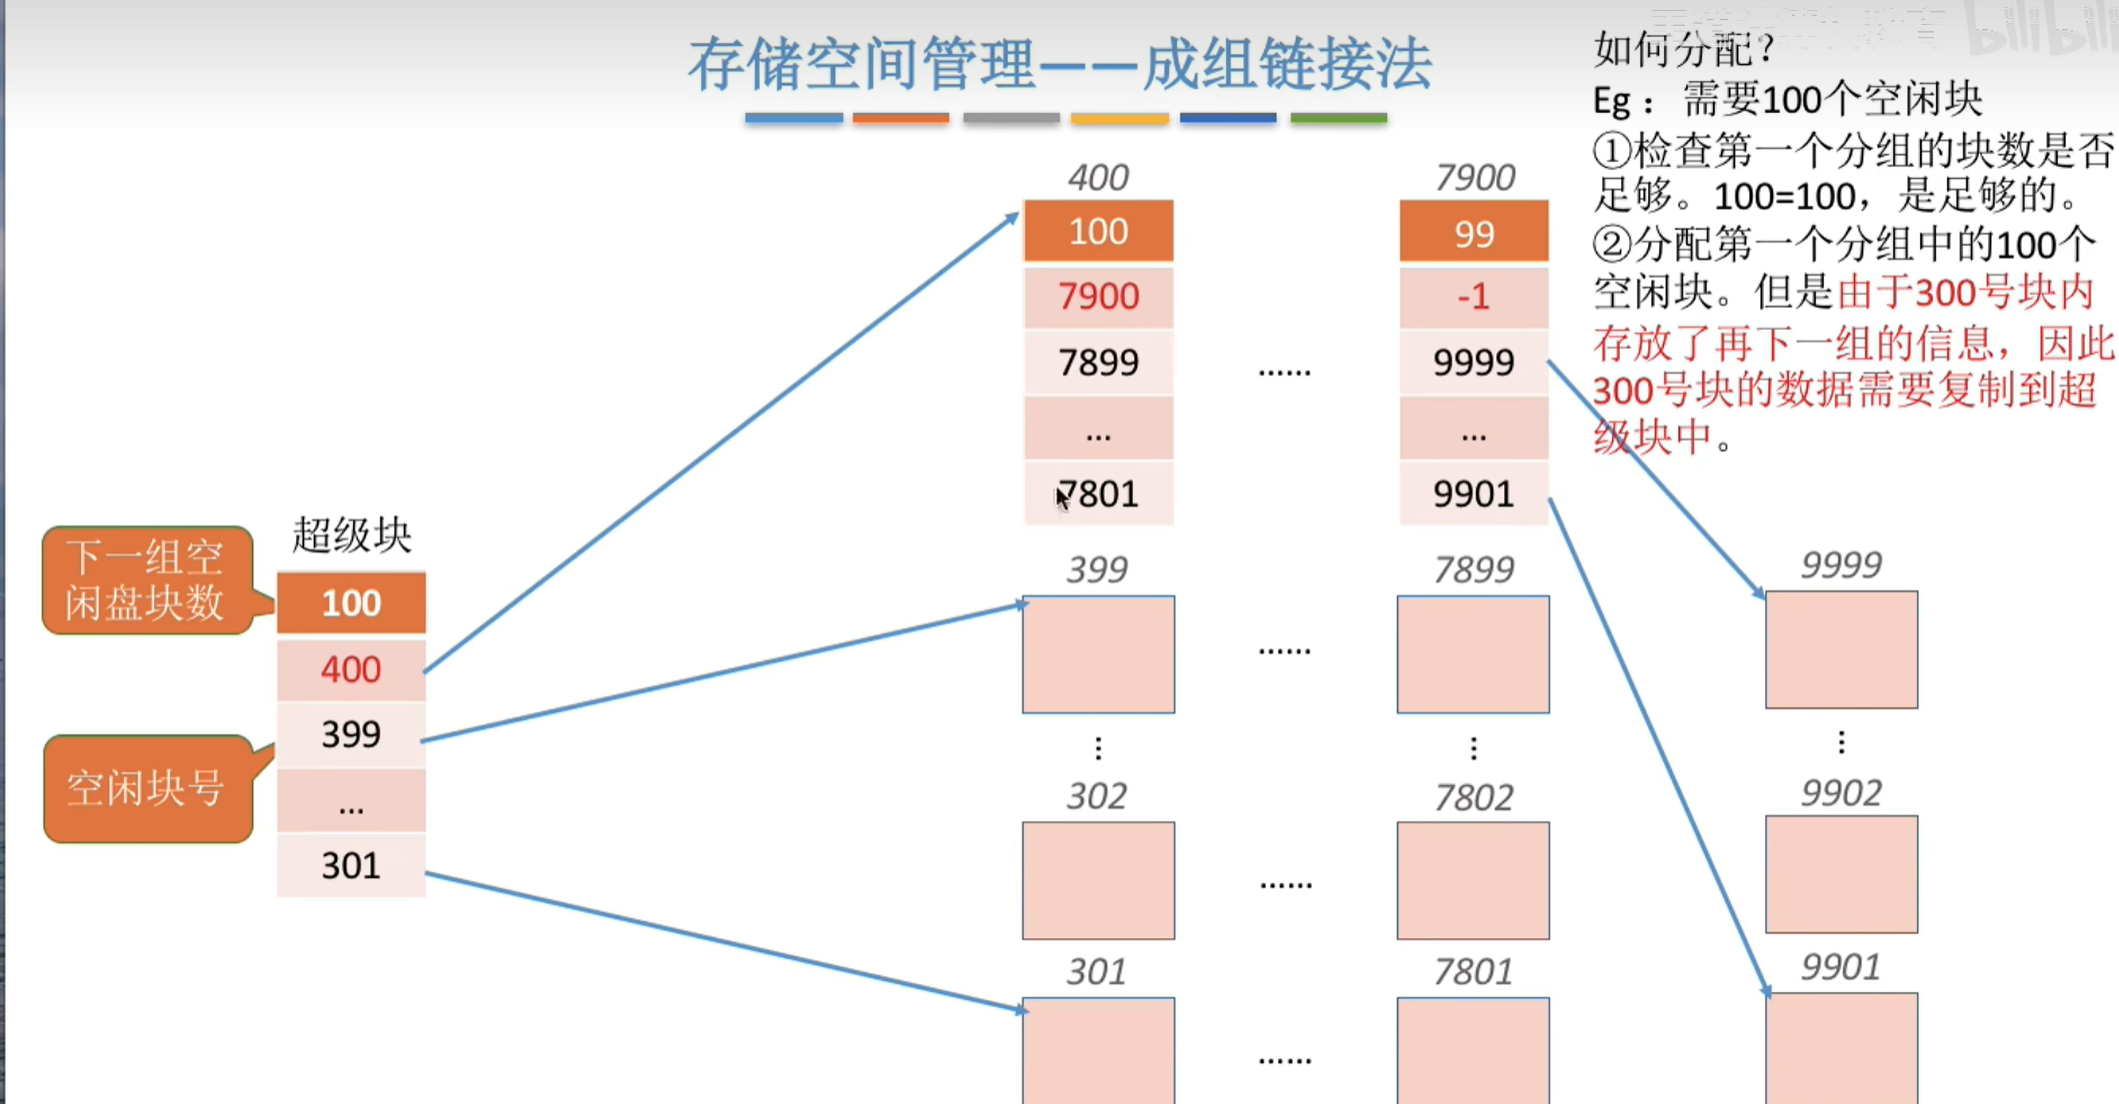 存储空间管理——成组链接法
bilibili
如何分配？
Eg： 需要100个空闲块
①检查第一个分组的块数是否
足够。100=100，是足够的。
②分配第一个分组中的100个
空闲块。但是由于300号块内
存放了再下一组的信息，因此
300号块的数据需要复制到超
级块中。
下一组空
闲盘块数
空闲块号
超级块
100
400
399
...
301
400
100
7900
7899
...
7801
399
⋮
302
301
......
......
......
......
7900
99
-1
9999
...
9901
7899
⋮
7802
7801
9999
⋮
9902
9901